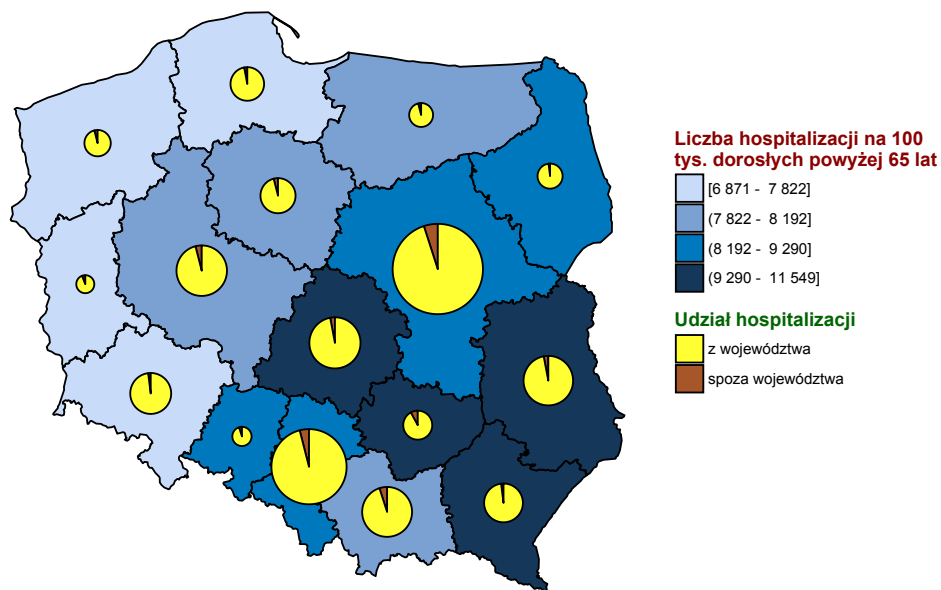 Liczba hospitalizacji na 100
tys. dorosłych powyżej 65 lat
[6 871 - 7 822]
(7 822 - 8 192]
(8 192 - 9 290]
(9 290 - 11 549]
Udział hospitalizacji
z województwa
spoza województwa